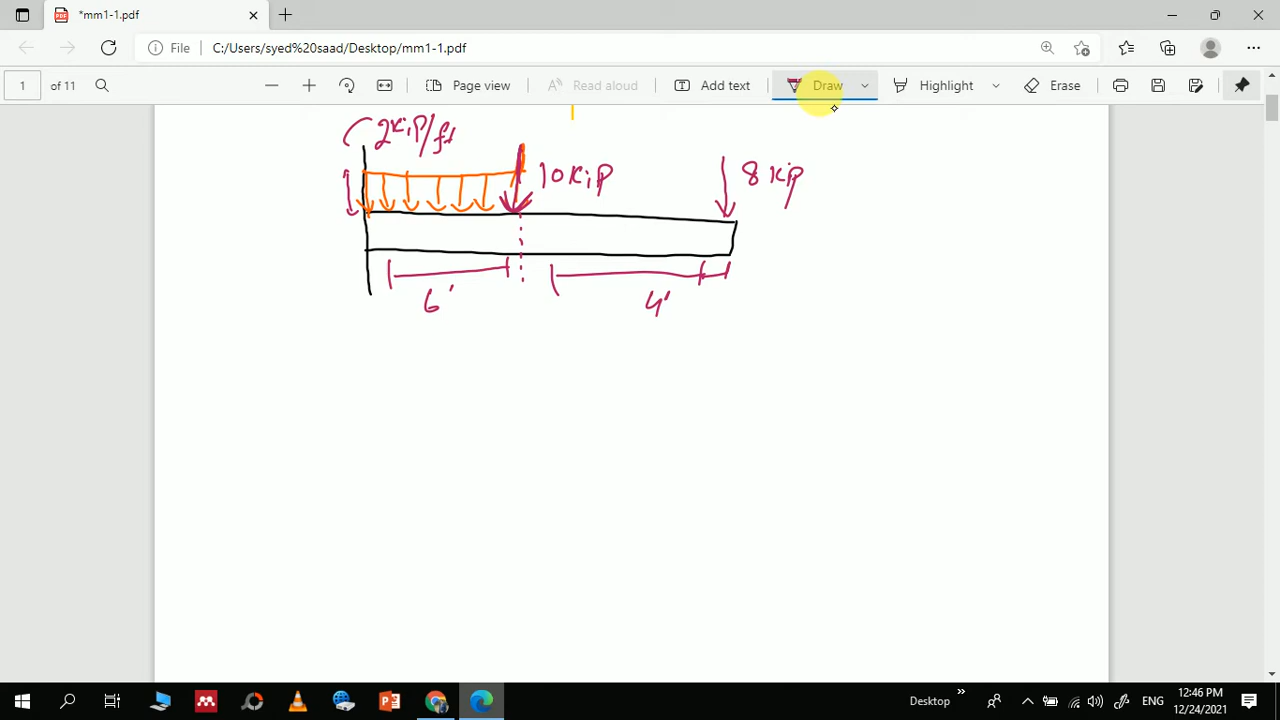 *mm1-1.pdf
File C:/Users/syed%20saad/Desktop/mm1-1.pdf
1 of 11 Page view Read aloud Add text Draw Highlight Erase
2Kip/ft
10Kip
8 Kip
6'
4'
Desktop
ENG
12:46 PM
12/24/2021